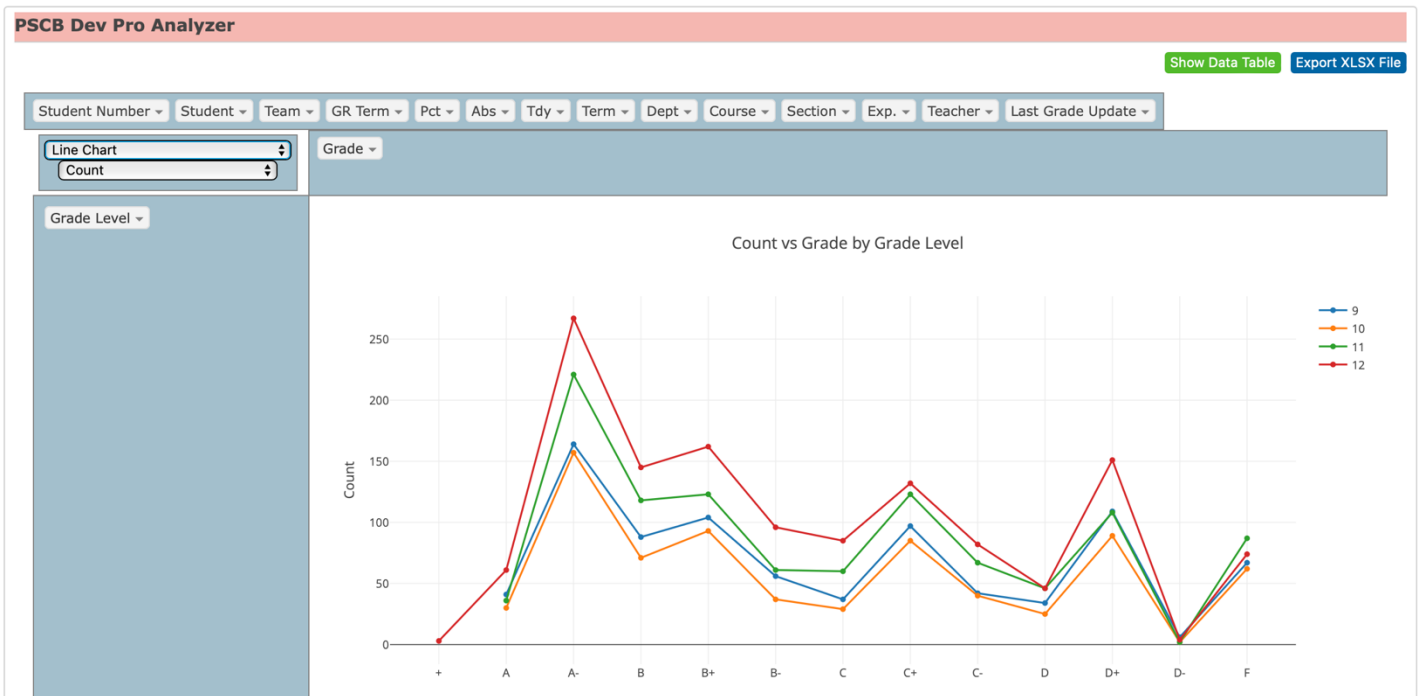 PSCB Dev Pro Analyzer
Show Data Table Export XLSX File
Student Number Student Team GR Term Pct Abs Tdy Term Dept Course Section Exp. Teacher Last Grade Update
Line Chart
Grade
Count
Grade Level
Count vs Grade by Grade Level
9
10
11
12
250
200
150
100
50
0
Count
+ A A- B B+ B- C C+ C- D D+ D- F